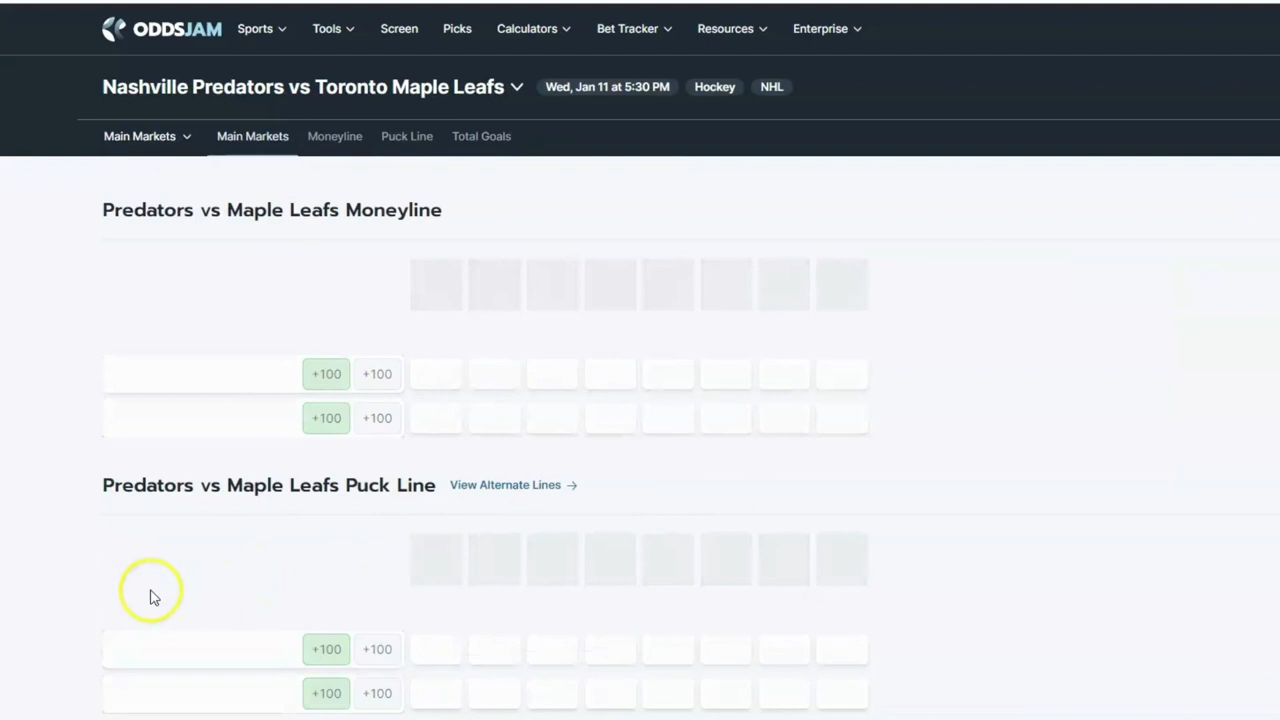 ODDSJAM Sports Tools Screen Picks Calculators Bet Tracker Resources Enterprise
Nashville Predators vs Toronto Maple Leafs Wed, Jan 11 at 5:30 PM Hockey NHL
Main Markets Main Markets Moneyline Puck Line Total Goals
Predators vs Maple Leafs Moneyline
+100 +100
+100 +100
Predators vs Maple Leafs Puck Line View Alternate Lines →
+100 +100
+100 +100